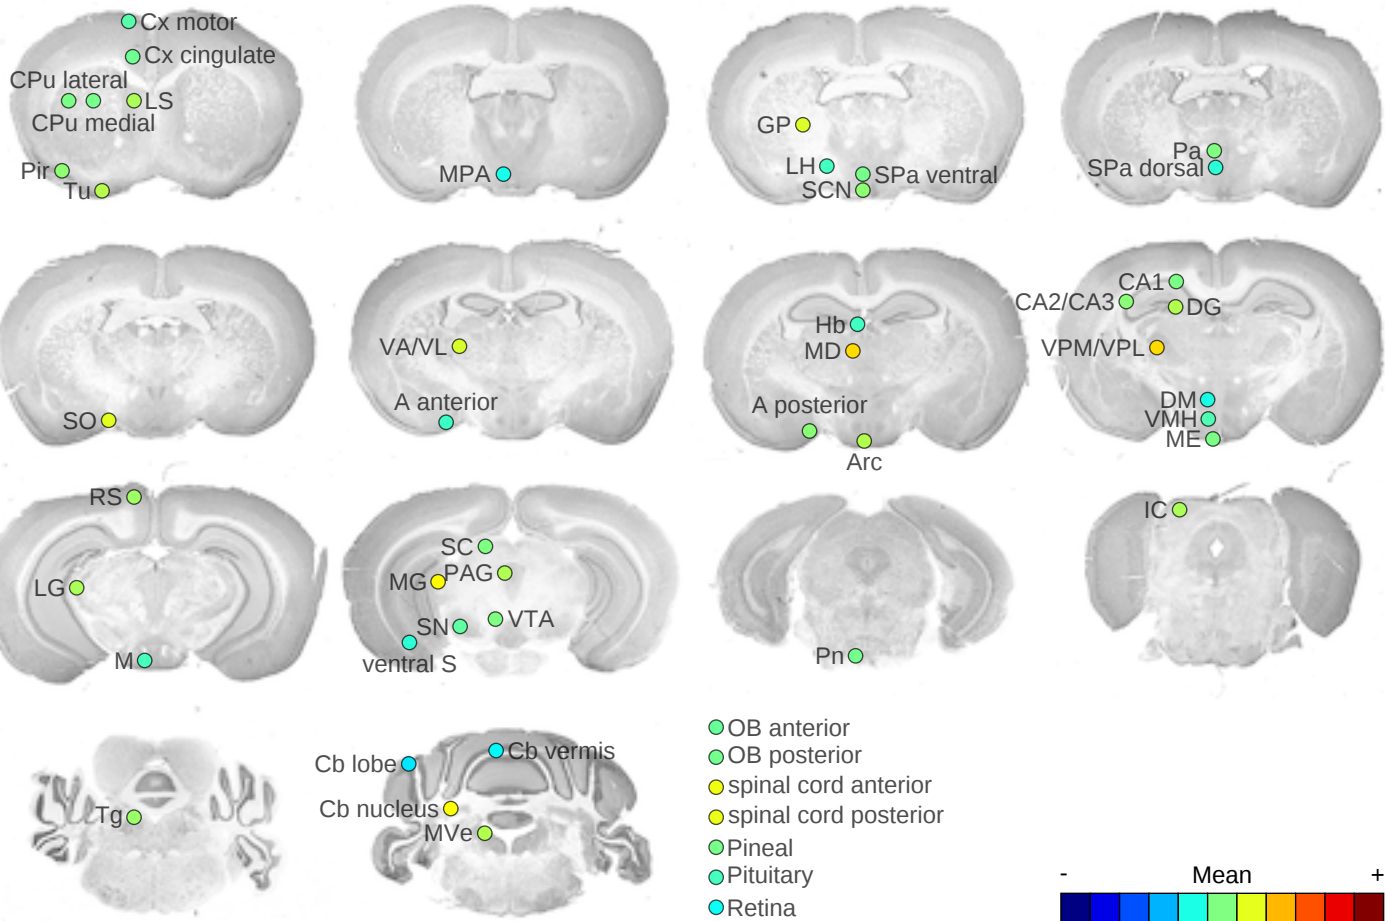 Cx motor
Cx cingulate
CPu lateral
LS
CPu medial
Pir
Tu
MPA
GP
LH
SPa ventral
SCN
Pa
SPa dorsal
SO
VA/VL
A anterior
Hb
MD
A posterior
Arc
CA1
CA2/CA3
DG
VPM/VPL
DM
VMH
ME
RS
LG
M
SC
MG
PAG
SN
VTA
ventral S
Pn
IC
Tg
Cb lobe
Cb vermis
Cb nucleus
MVe
OB anterior
OB posterior
spinal cord anterior
spinal cord posterior
Pineal
Pituitary
Retina
- Mean +